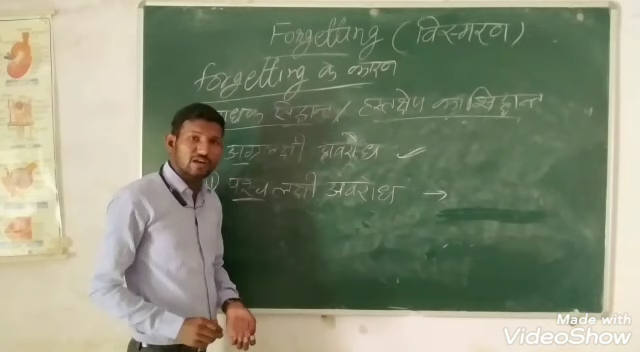 Forgetting (विस्मरण)
forgetting के कारण
सिद्धान्त / हस्तक्षेप का सिद्धान्त
अग्रलक्षी अवरोध ✓
पश्चलक्षी अवरोध →
Made with
VideoShow